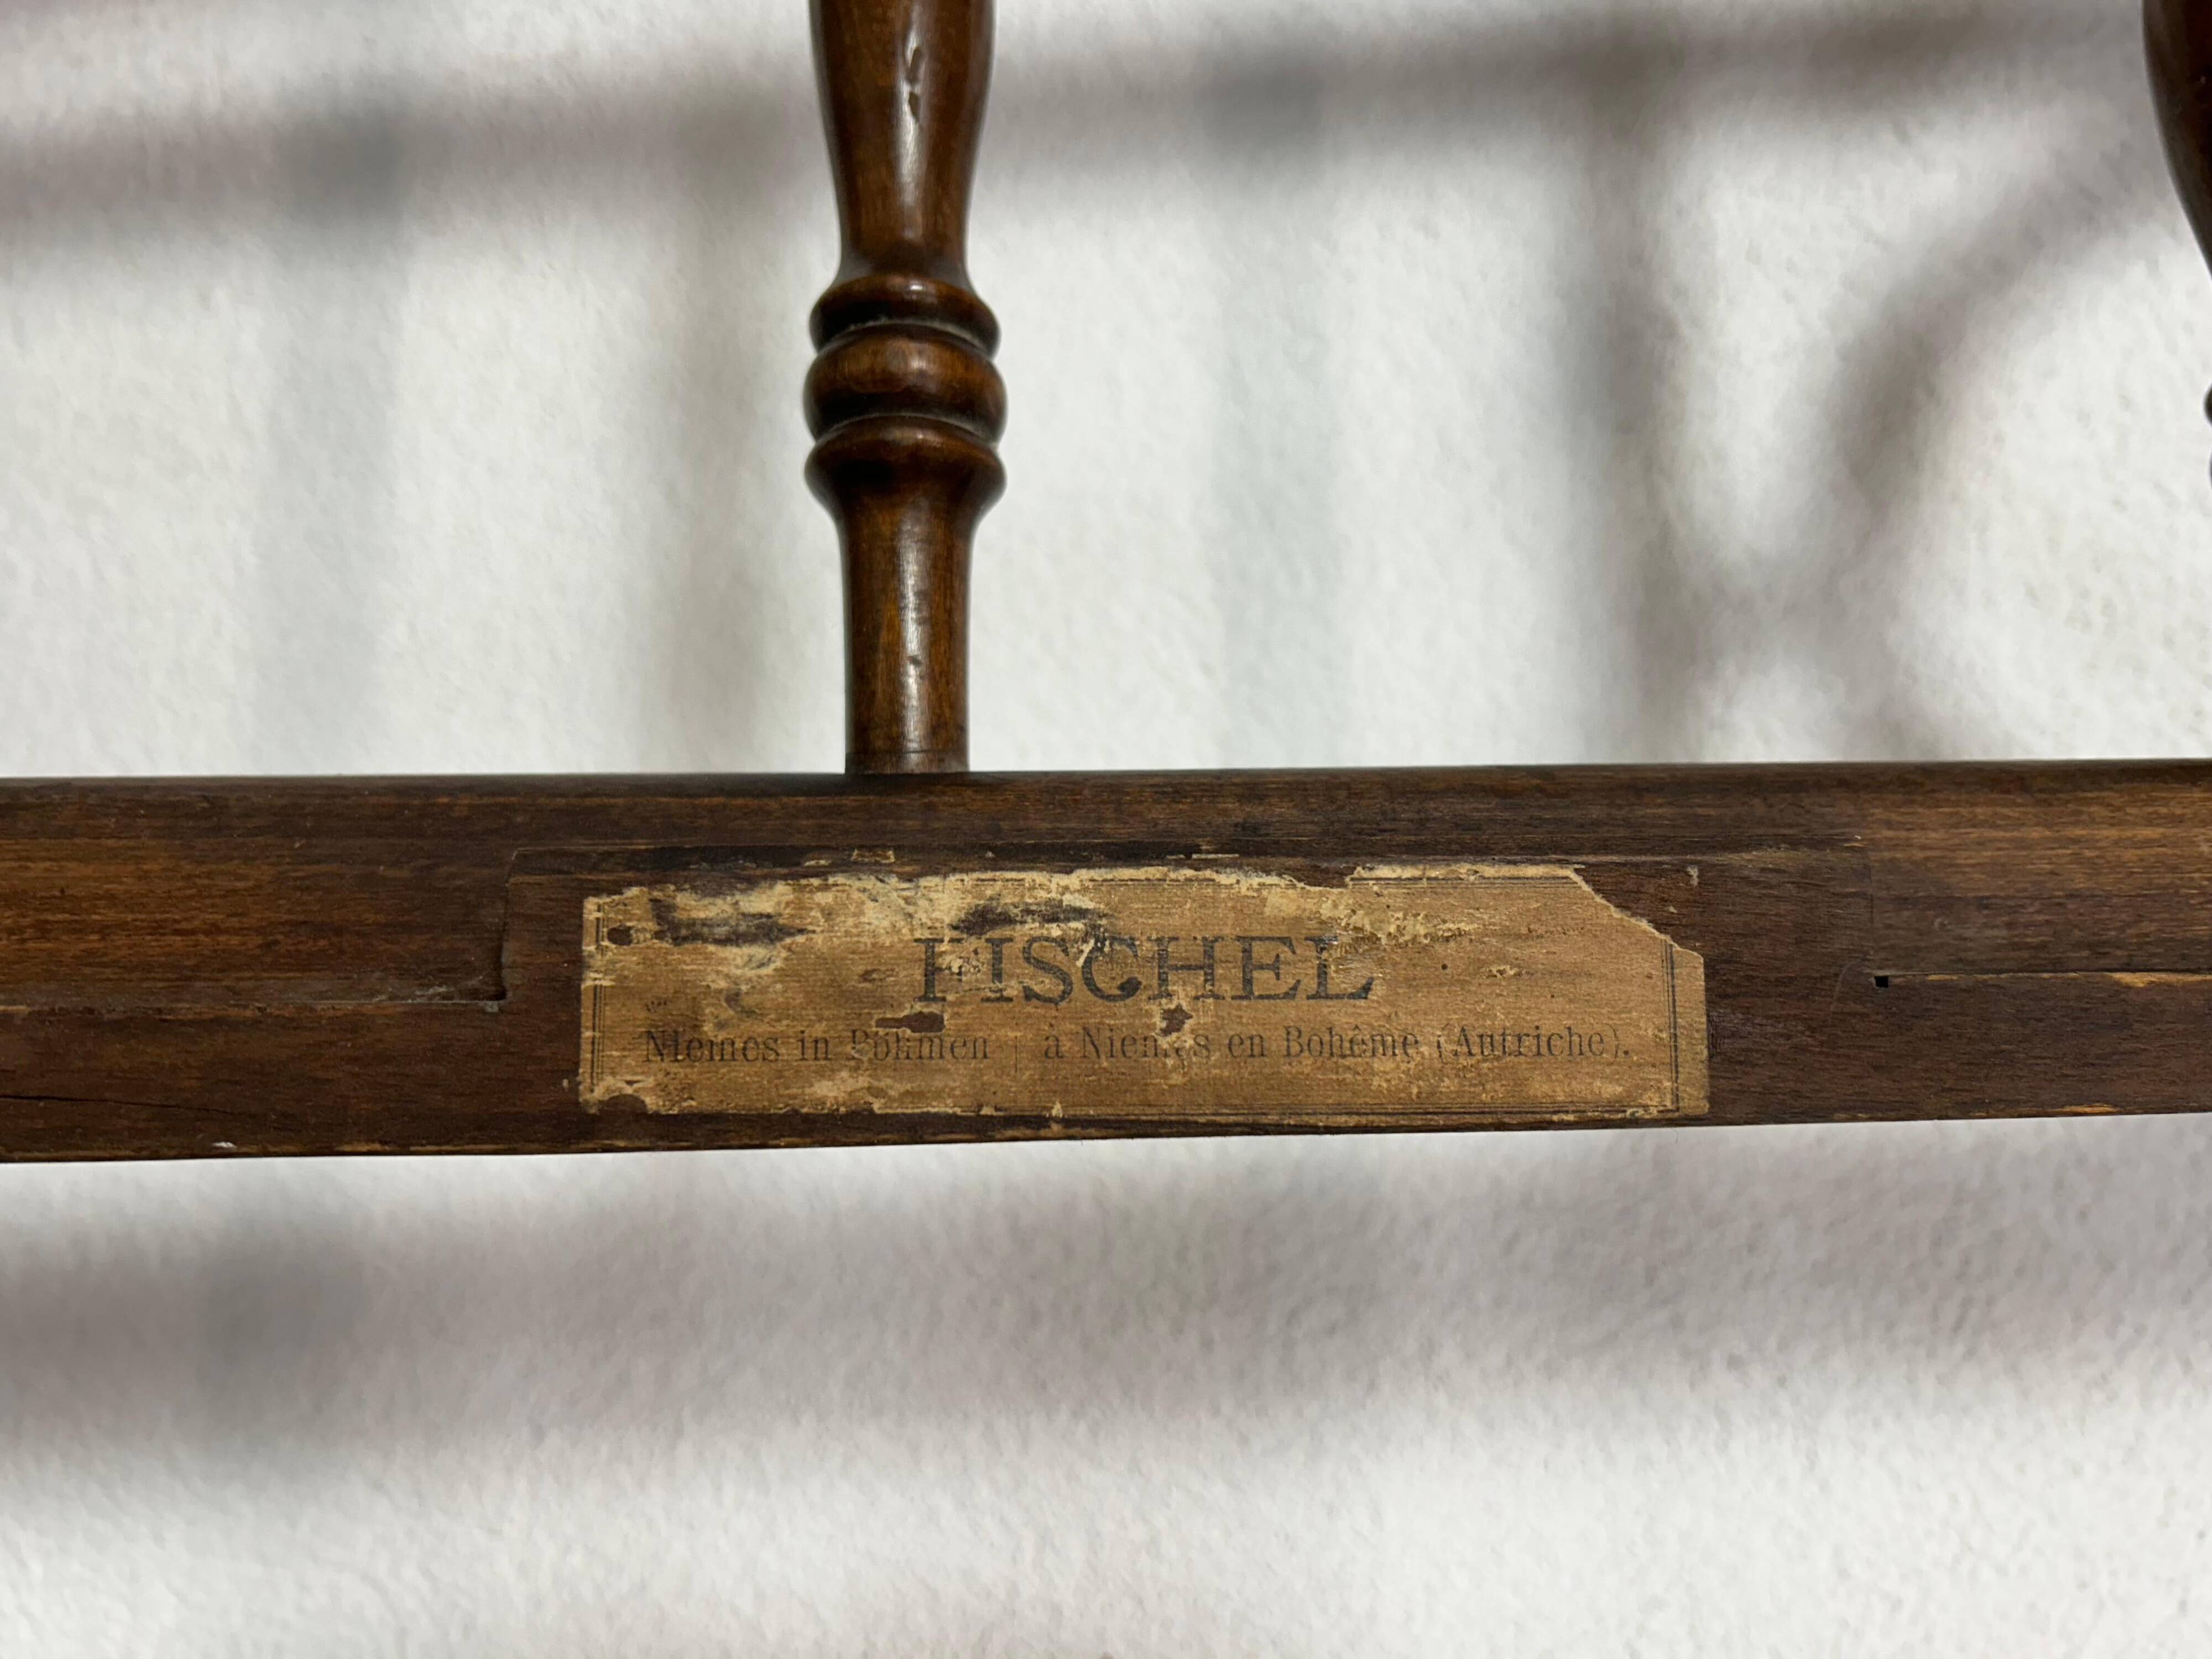 FISCHEL
Niemes in Böhmen | à Niemes en Bohême (Autriche).